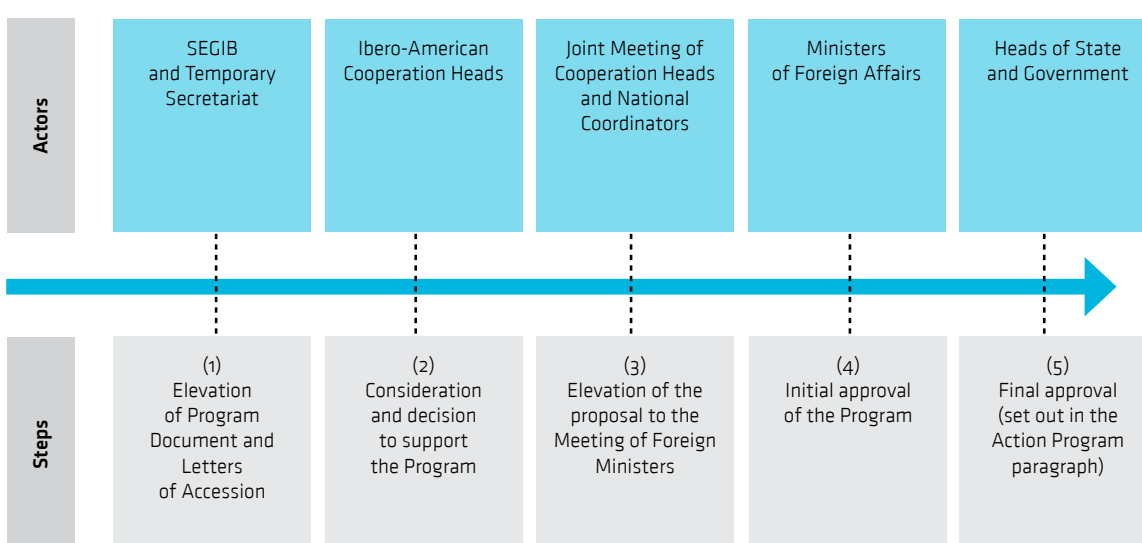 Actors
SEGIB
and Temporary
Secretariat
Ibero-American
Cooperation Heads
Joint Meeting of
Cooperation Heads
and National
Coordinators
Ministers
of Foreign Affairs
Heads of State
and Government
Steps
(1)
Elevation
of Program
Document and
Letters
of Accession
(2)
Consideration
and decision
to support
the Program
(3)
Elevation of the
proposal to the
Meeting of Foreign
Ministers
(4)
Initial approval
of the Program
(5)
Final approval
(set out in the
Action Program
paragraph)